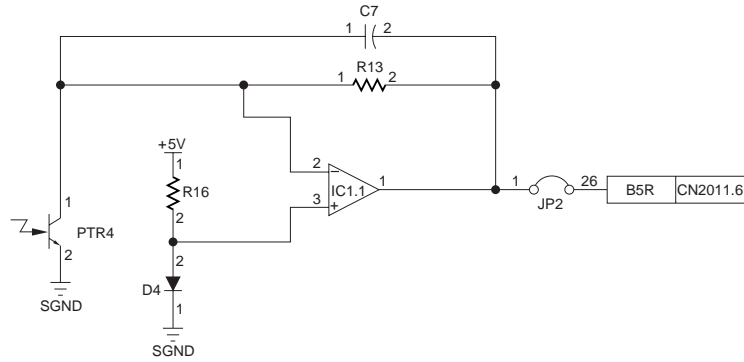 C7
1 2
R13
1 2
+5V
1
R16
2
2 −
IC1.1
3 +
1
1
JP2
26
B5R CN2011.6
1
PTR4
2
SGND
2
D4
1
SGND